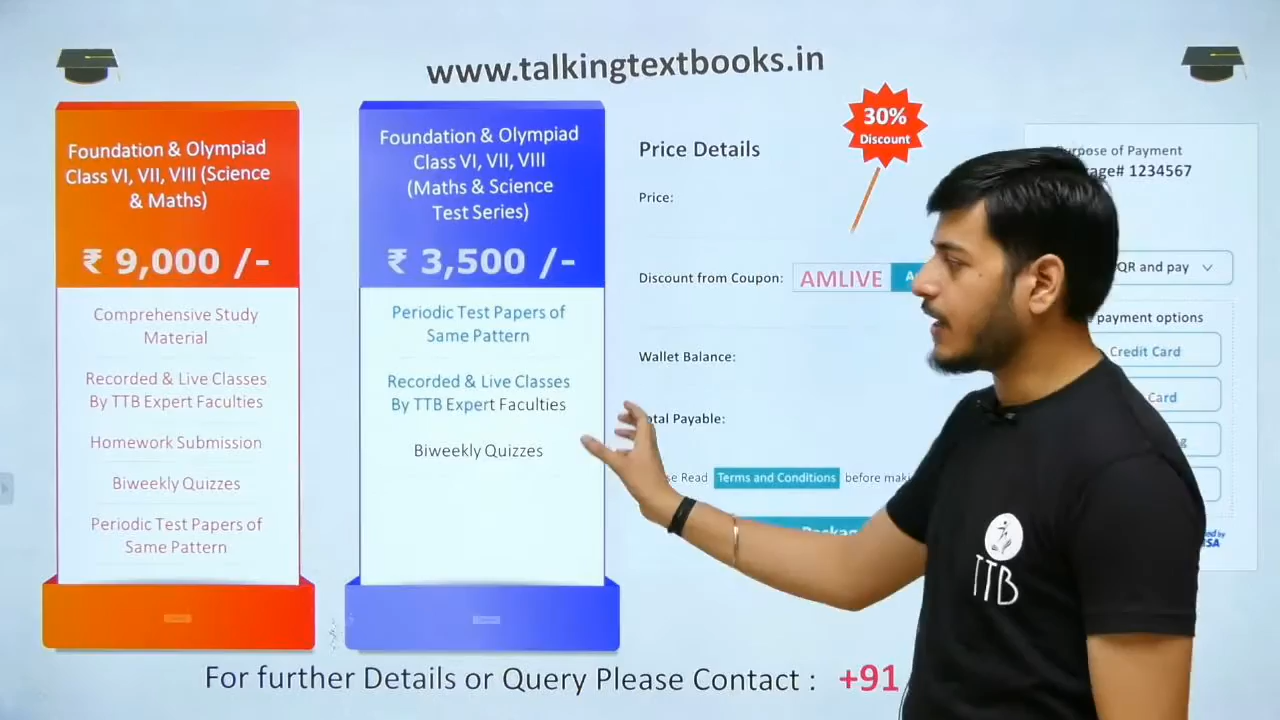 www.talkingtextbooks.in
Foundation & Olympiad
Class VI, VII, VIII (Science
& Maths)
₹ 9,000 /-
Comprehensive Study
Material
Recorded & Live Classes
By TTB Expert Faculties
Homework Submission
Biweekly Quizzes
Periodic Test Papers of
Same Pattern
Foundation & Olympiad
Class VI, VII, VIII
(Maths & Science
Test Series)
₹ 3,500 /-
Periodic Test Papers of
Same Pattern
Recorded & Live Classes
By TTB Expert Faculties
Biweekly Quizzes
30%
Discount
Price Details
Price:
Discount from Coupon: AMLIVE
Wallet Balance:
Payable:
Read Terms and Conditions before
Purpose of Payment
1234567
QR and pay
payment options
Credit Card
Card
TTB
For further Details or Query Please Contact : +91